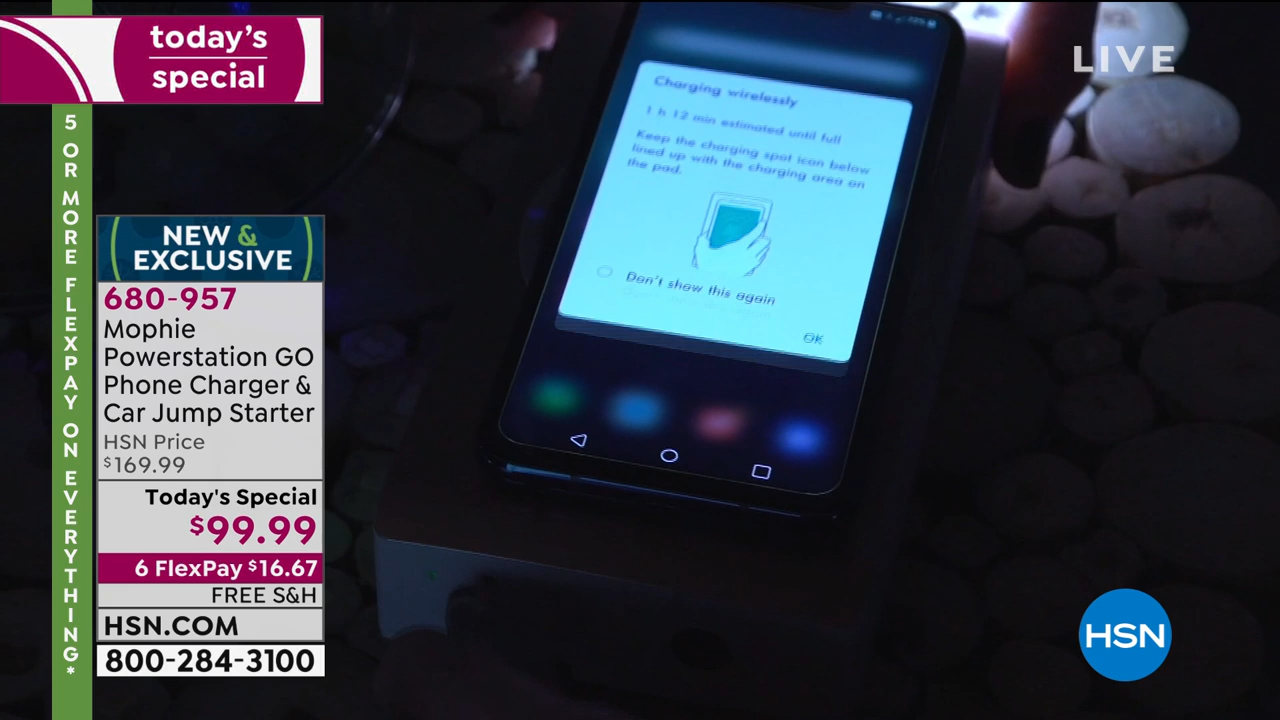 today's
special
5 OR MORE FLEXPAY ON EVERYTHING*
NEW &
EXCLUSIVE
680-957
Mophie
Powerstation GO
Phone Charger &
Car Jump Starter
HSN Price
$169.99
Today's Special
$99.99
6 FlexPay $16.67
FREE S&H
HSN.COM
800-284-3100
Charging wirelessly
1 h 12 min estimated until full
Keep the charging spot icon below
lined up with the charging area on
the pad.
Don't show this again
OK
LIVE
HSN